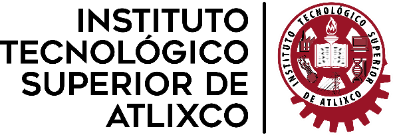 INSTITUTO
TECNOLÓGICO
SUPERIOR DE
ATLIXCO
INSTITUTO TECNOLÓGICO SUPERIOR
DE ATLIXCO